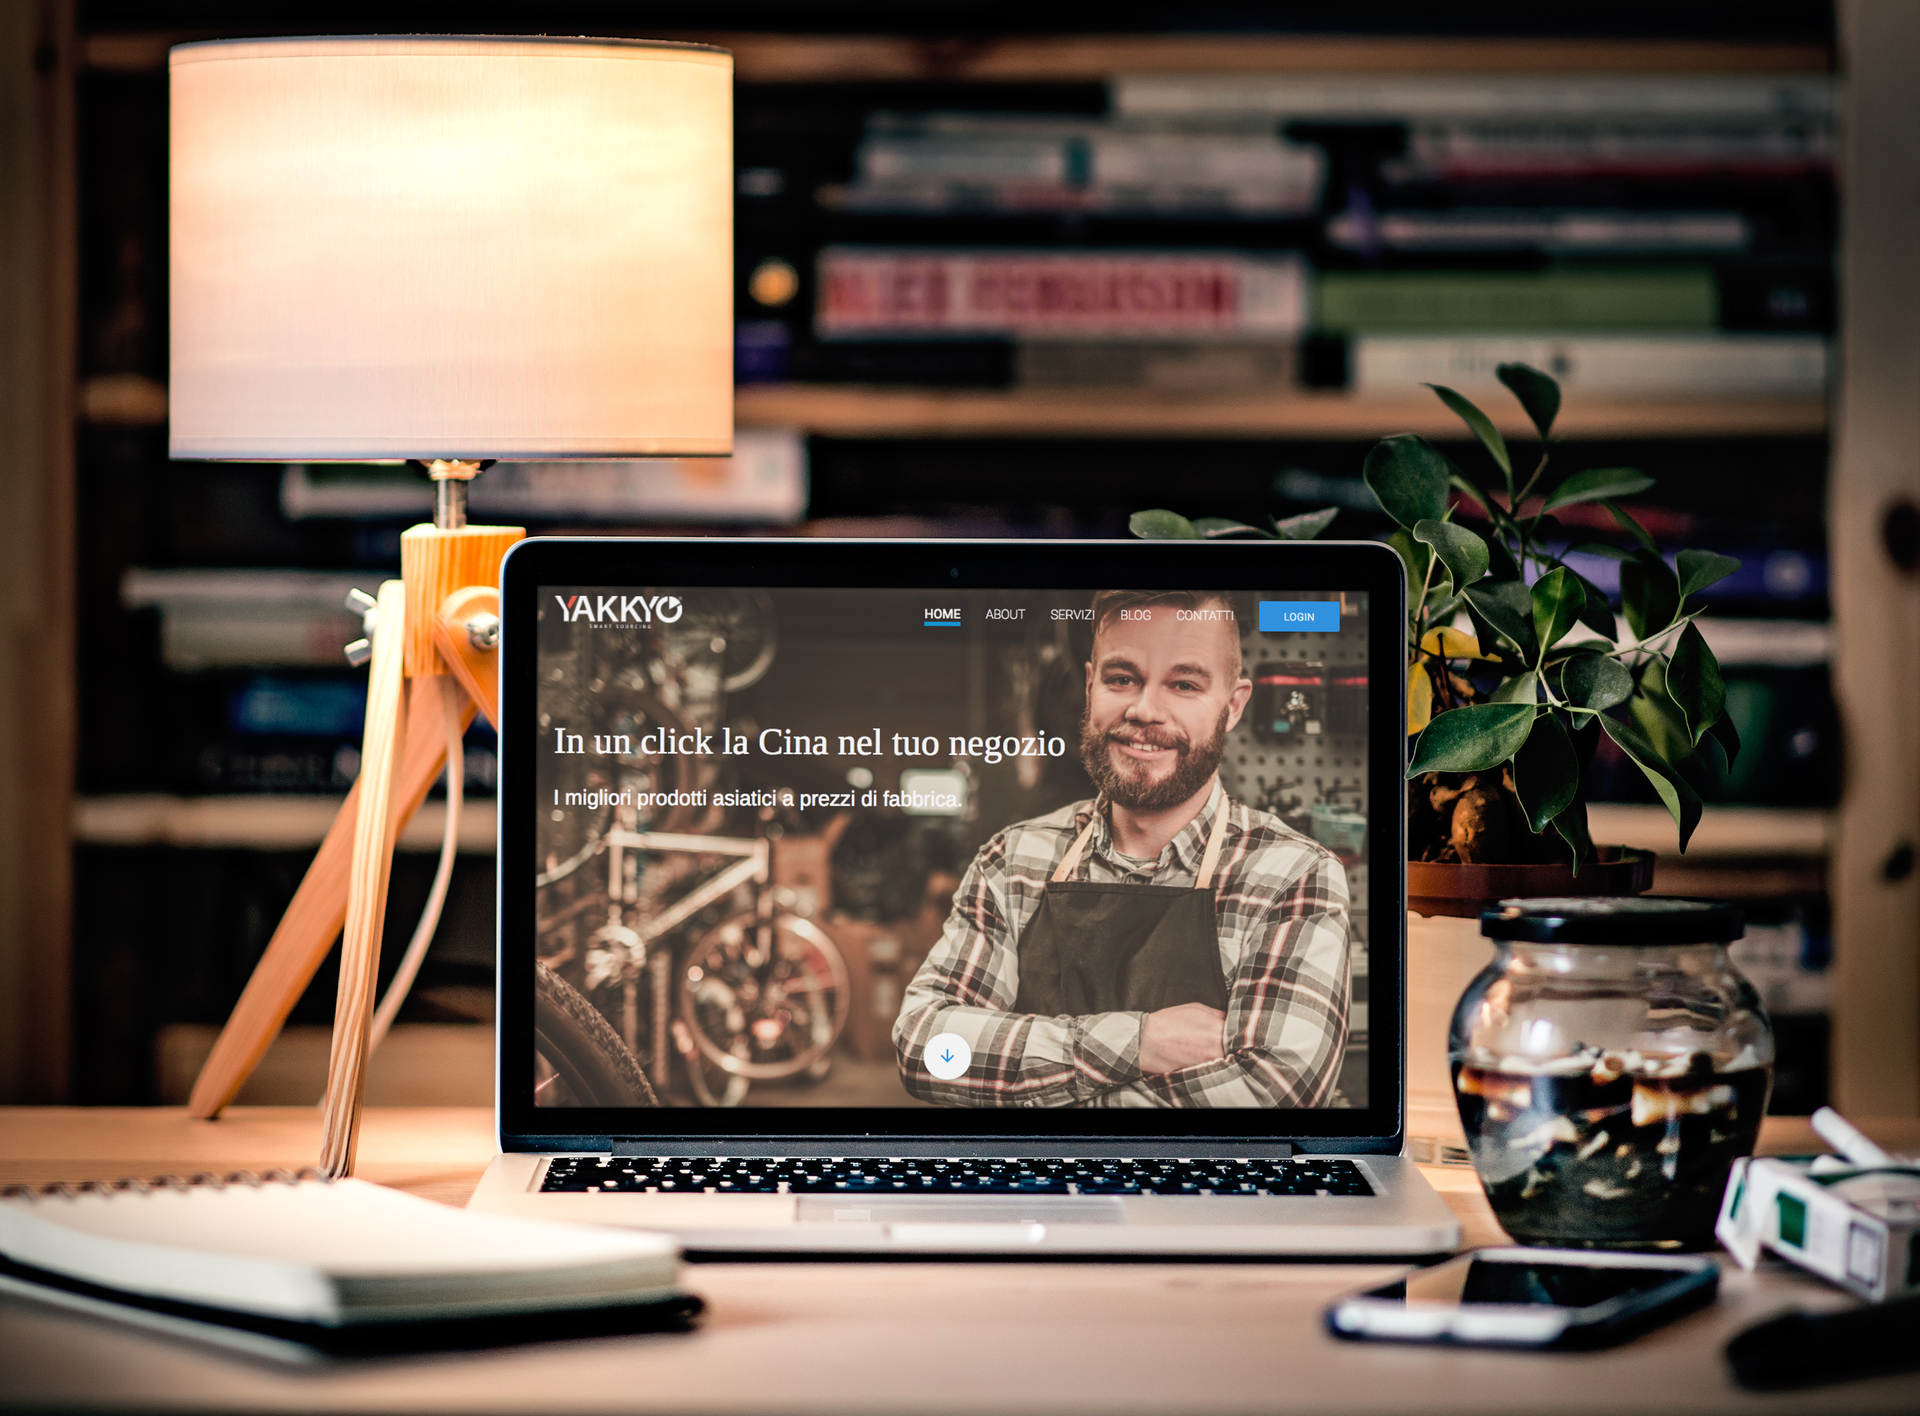 YAKKYO
SMART SOURCING
HOME ABOUT SERVIZI BLOG CONTATTI LOGIN
In un click la Cina nel tuo negozio
I migliori prodotti asiatici a prezzi di fabbrica.